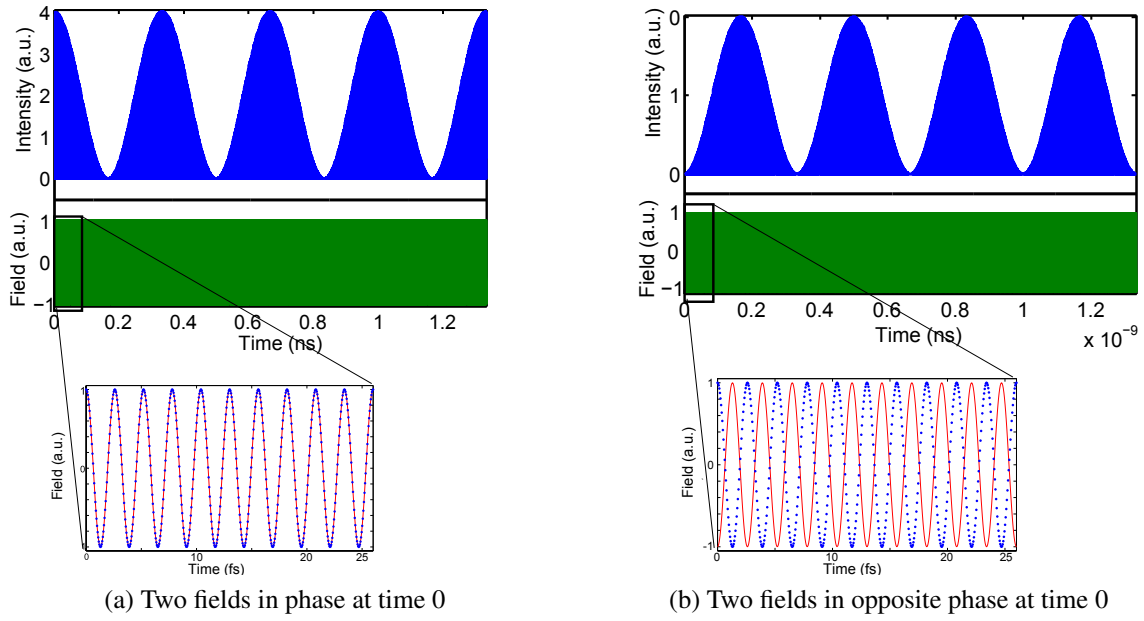 4
3
2
1
0
Intensity (a.u.)
1
0
−1
Field (a.u.)
0 0.2 0.4 0.6 0.8 1 1.2
Time (ns)
1
0
-1
Field (a.u.)
0 10 20 25
Time (fs)
(a) Two fields in phase at time 0
0
1
0
Intensity (a.u.)
1
0
−1
Field (a.u.)
0 0.2 0.4 0.6 0.8 1 1.2
Time (ns)
x 10⁻⁹
1
0
-1
Field (a.u.)
0 10 20 25
Time (fs)
(b) Two fields in opposite phase at time 0